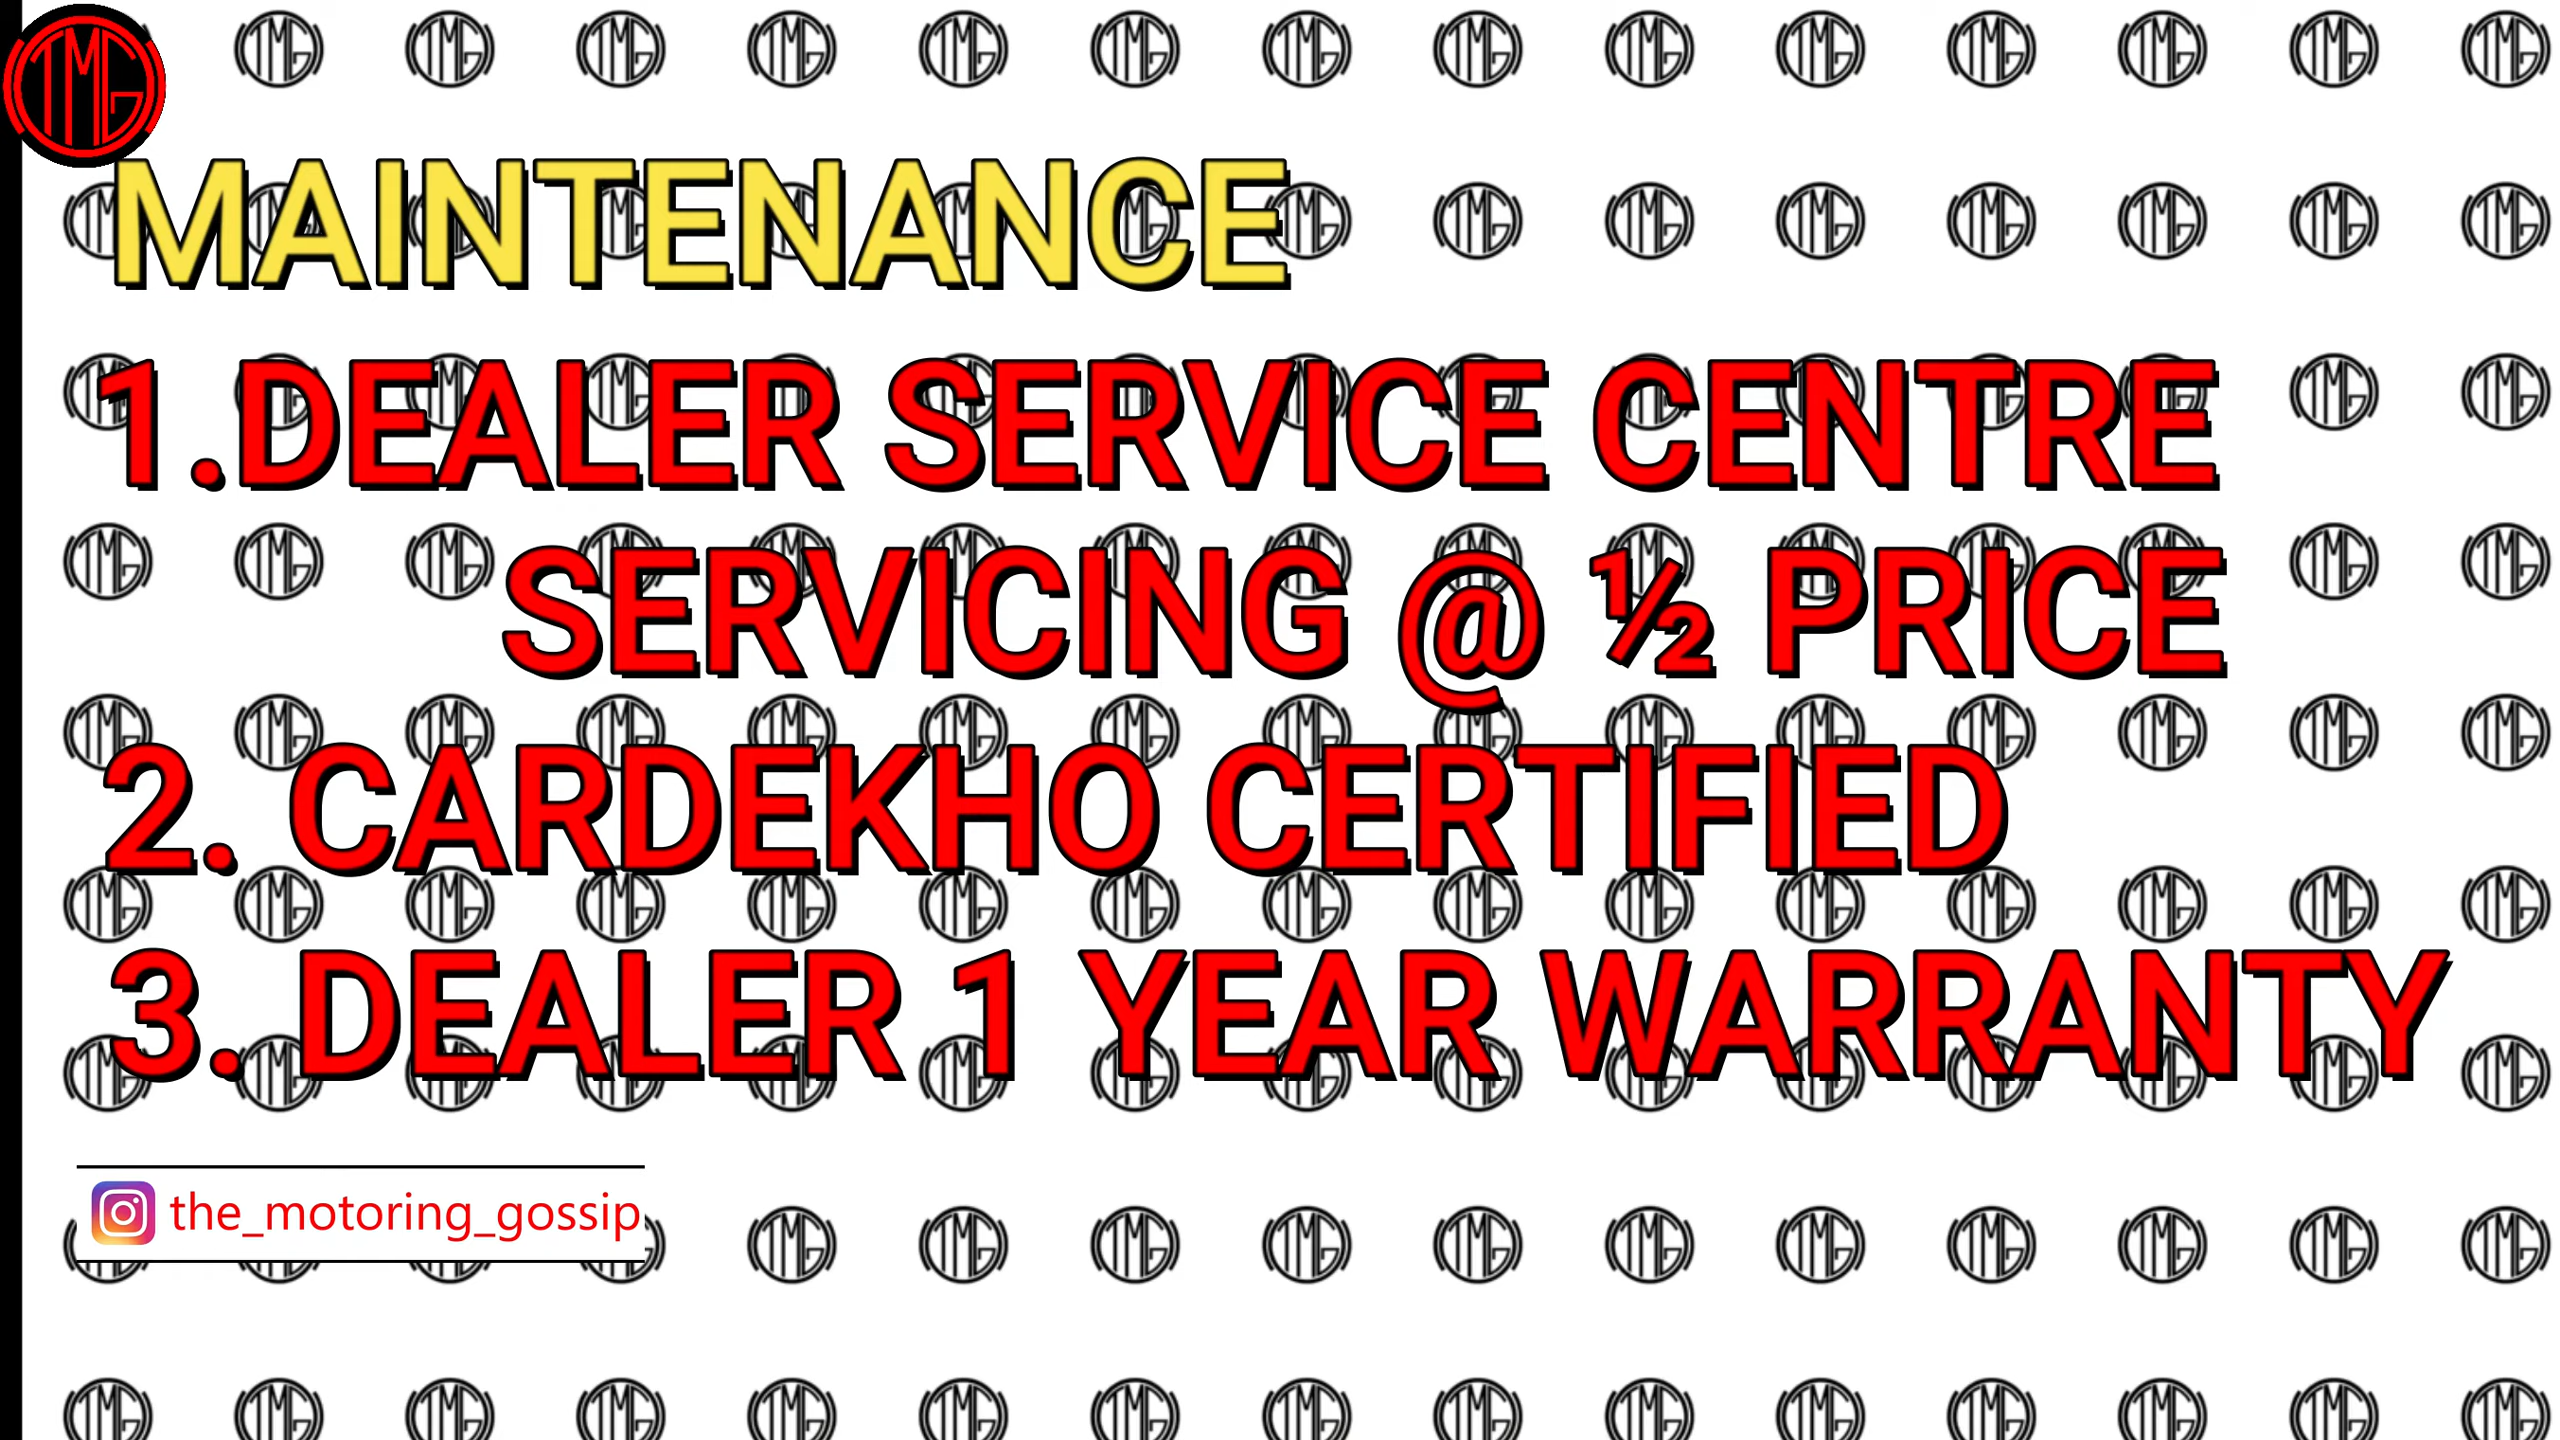 TMG
MAINTENANCE
1.DEALER SERVICE CENTRE
SERVICING @ ½ PRICE
2. CARDEKHO CERTIFIED
3. DEALER 1 YEAR WARRANTY
the_motoring_gossip